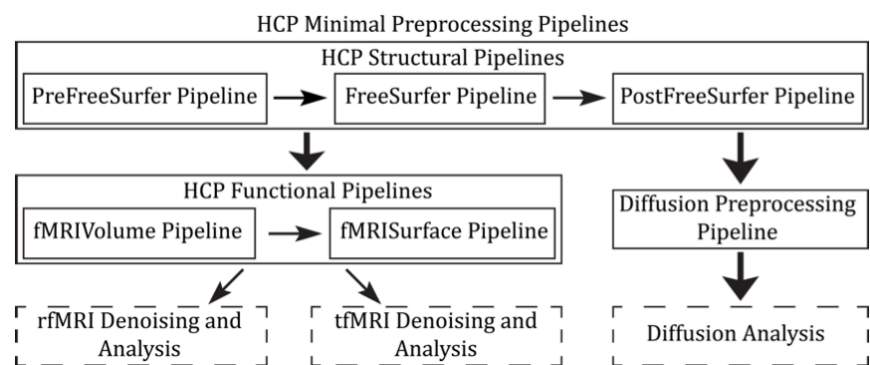 HCP Minimal Preprocessing Pipelines
HCP Structural Pipelines
PreFreeSurfer Pipeline
FreeSurfer Pipeline
PostFreeSurfer Pipeline
HCP Functional Pipelines
fMRIVolume Pipeline
fMRISurface Pipeline
Diffusion Preprocessing
Pipeline
rfMRI Denoising and
Analysis
tfMRI Denoising and
Analysis
Diffusion Analysis